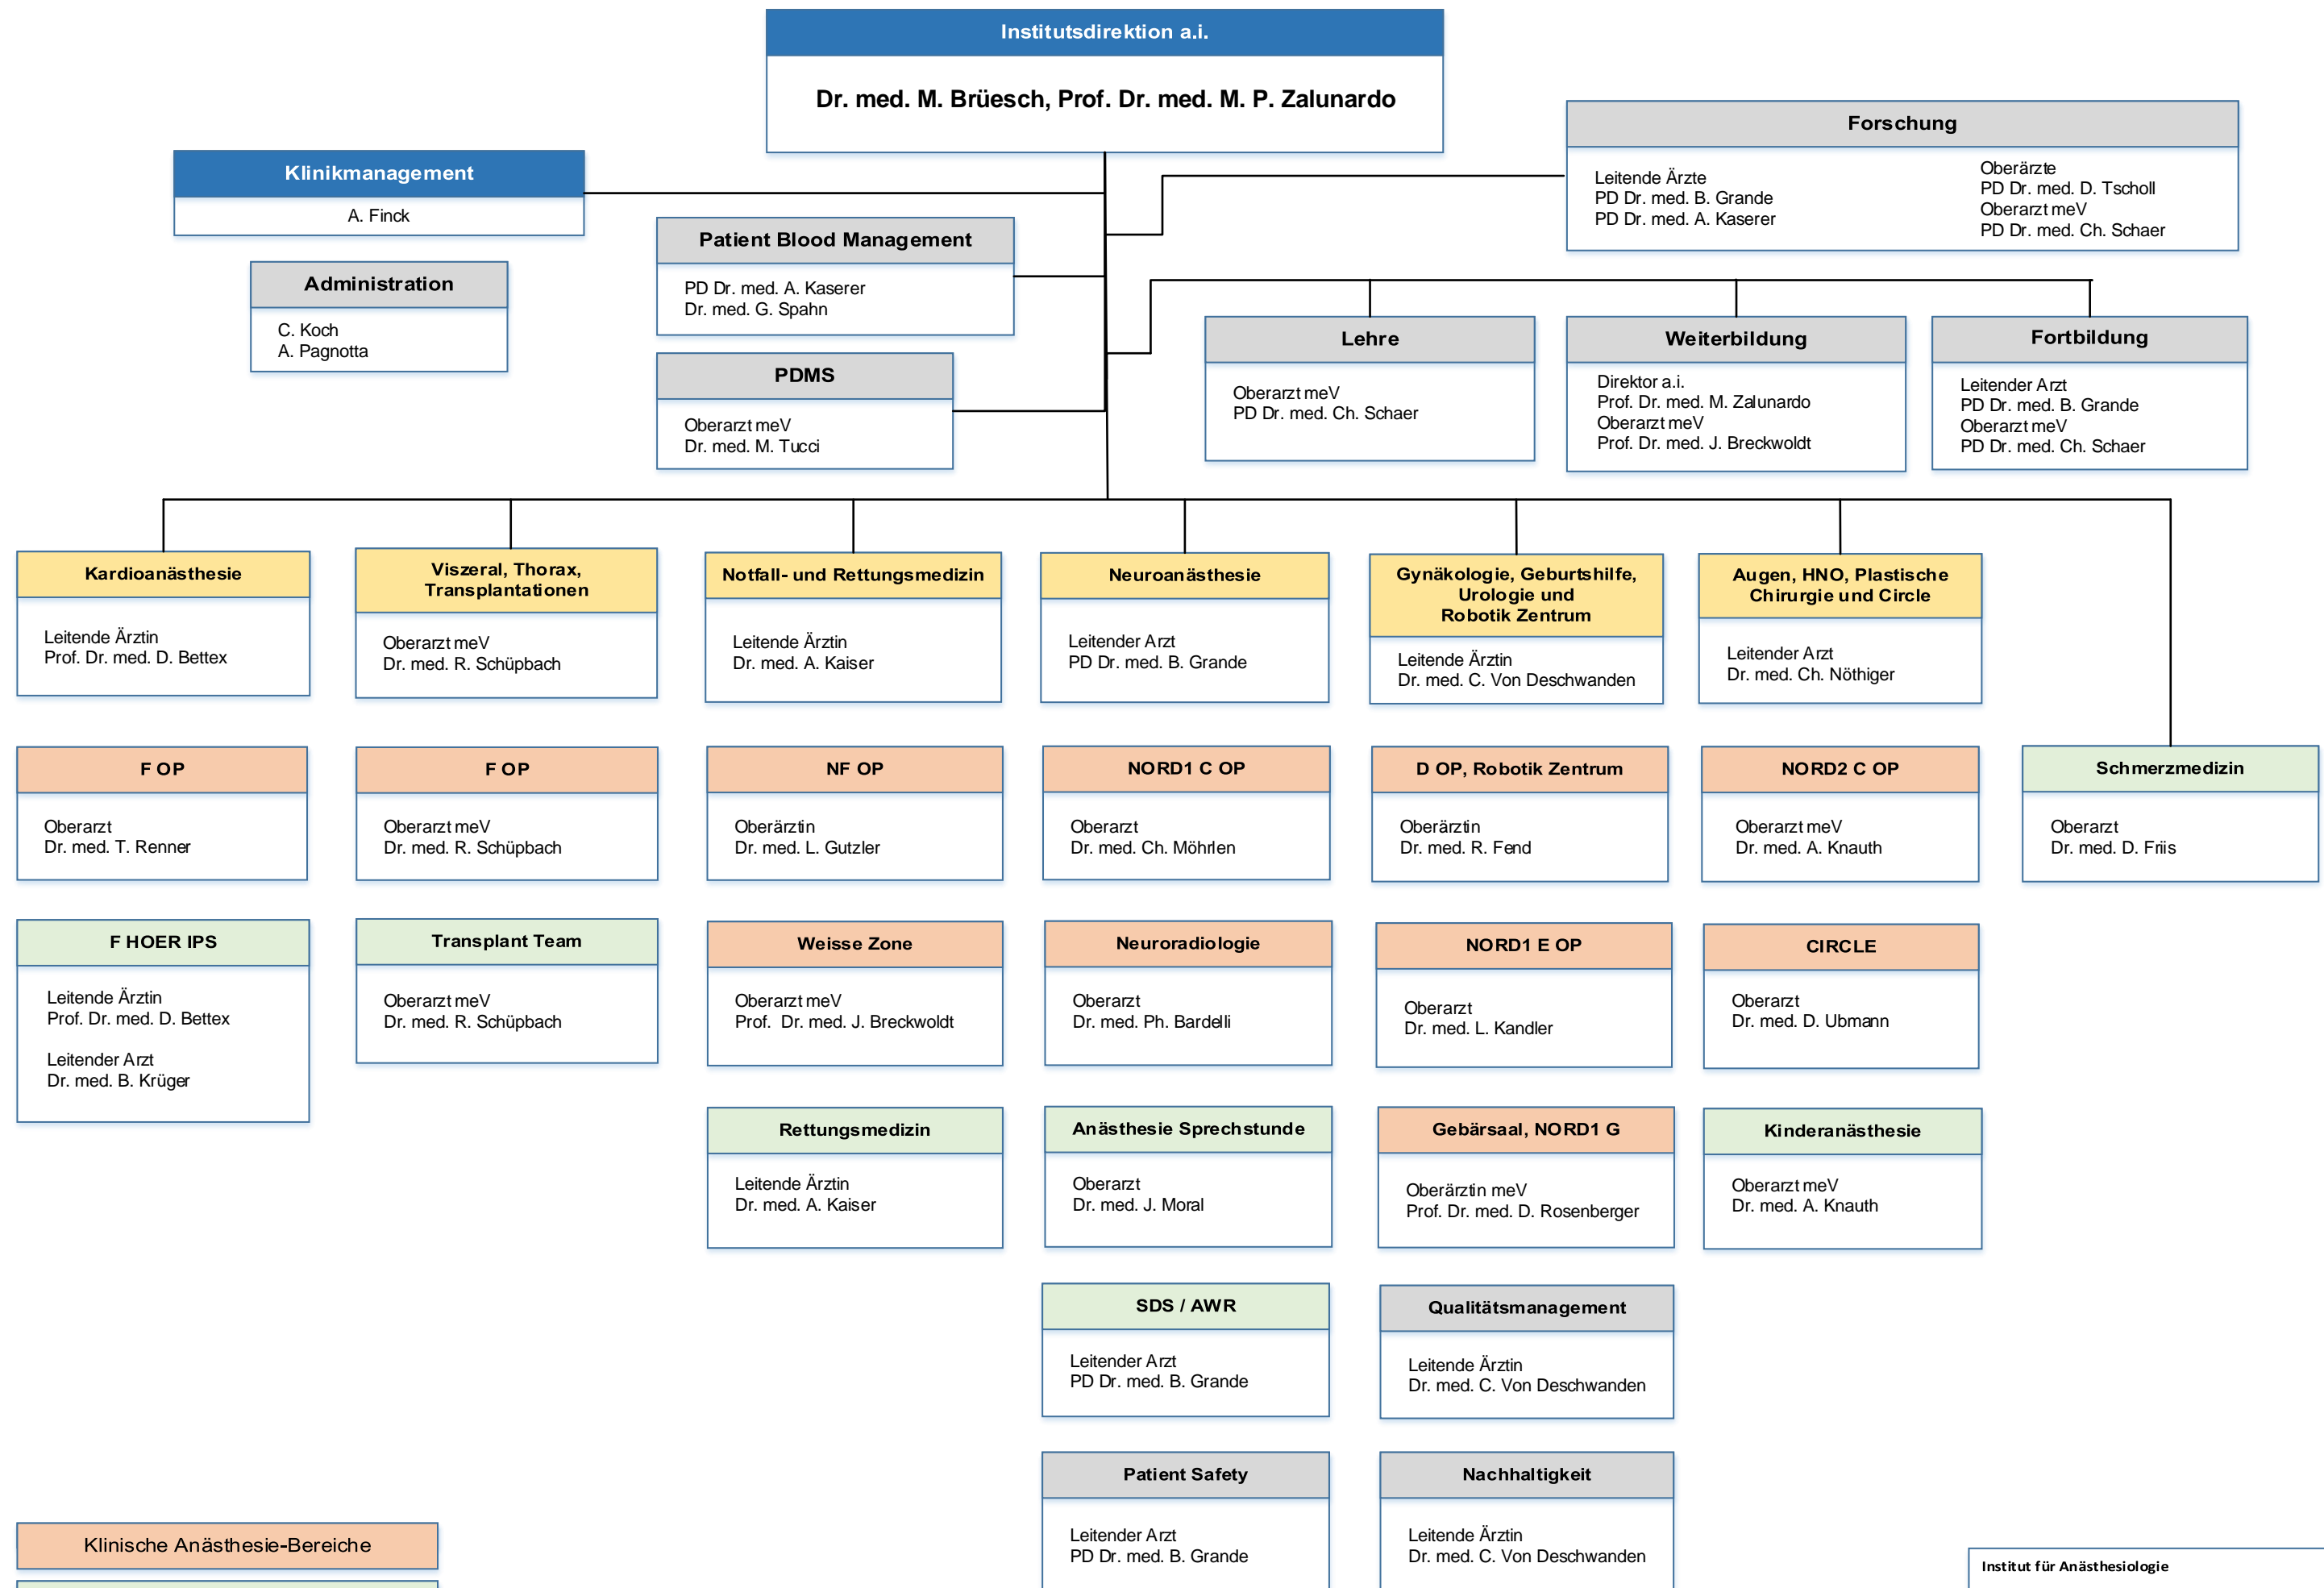 Institutsdirektion a.i.
Dr. med. M. Brüesch, Prof. Dr. med. M. P. Zalunardo
Forschung
Leitende Ärzte
PD Dr. med. B. Grande
PD Dr. med. A. Kaserer
Oberärzte
PD Dr. med. D. Tscholl
Oberarzt meV
PD Dr. med. Ch. Schaer
Klinikmanagement
A. Finck
Patient Blood Management
PD Dr. med. A. Kaserer
Dr. med. G. Spahn
Administration
C. Koch
A. Pagnotta
PDMS
Oberarzt meV
Dr. med. M. Tucci
Lehre
Oberarzt meV
PD Dr. med. Ch. Schaer
Weiterbildung
Direktor a.i.
Prof. Dr. med. M. Zalunardo
Oberarzt meV
Prof. Dr. med. J. Breckwoldt
Fortbildung
Leitender Arzt
PD Dr. med. B. Grande
Oberarzt meV
PD Dr. med. Ch. Schaer
Kardioanästhesie
Leitende Ärztin
Prof. Dr. med. D. Bettex
Viszeral, Thorax,
Transplantationen
Oberarzt meV
Dr. med. R. Schüpbach
Notfall- und Rettungsmedizin
Leitende Ärztin
Dr. med. A. Kaiser
Neuroanästhesie
Leitender Arzt
PD Dr. med. B. Grande
Gynäkologie, Geburtshilfe,
Urologie und
Robotik Zentrum
Leitende Ärztin
Dr. med. C. Von Deschwanden
Augen, HNO, Plastische
Chirurgie und Circle
Leitender Arzt
Dr. med. Ch. Nöthiger
F OP
Oberarzt
Dr. med. T. Renner
F OP
Oberarzt meV
Dr. med. R. Schüpbach
NF OP
Oberärztin
Dr. med. L. Gutzler
NORD1 C OP
Oberarzt
Dr. med. Ch. Möhrlen
D OP, Robotik Zentrum
Oberärztin
Dr. med. R. Fend
NORD2 C OP
Oberarzt meV
Dr. med. A. Knauth
Schmerzmedizin
Oberarzt
Dr. med. D. Friis
F HOER IPS
Leitende Ärztin
Prof. Dr. med. D. Bettex
Leitender Arzt
Dr. med. B. Krüger
Transplant Team
Oberarzt meV
Dr. med. R. Schüpbach
Weisse Zone
Oberarzt meV
Prof. Dr. med. J. Breckwoldt
Neuroradiologie
Oberarzt
Dr. med. Ph. Bardelli
NORD1 E OP
Oberarzt
Dr. med. L. Kandler
CIRCLE
Oberarzt
Dr. med. D. Ubmann
Rettungsmedizin
Leitende Ärztin
Dr. med. A. Kaiser
Anästhesie Sprechstunde
Oberarzt
Dr. med. J. Moral
Gebärsaal, NORD1 G
Oberärztin meV
Prof. Dr. med. D. Rosenberger
Kinderanästhesie
Oberarzt meV
Dr. med. A. Knauth
SDS / AWR
Leitender Arzt
PD Dr. med. B. Grande
Qualitätsmanagement
Leitende Ärztin
Dr. med. C. Von Deschwanden
Patient Safety
Leitender Arzt
PD Dr. med. B. Grande
Nachhaltigkeit
Leitende Ärztin
Dr. med. C. Von Deschwanden
Klinische Anästhesie-Bereiche
Institut für Anästhesiologie